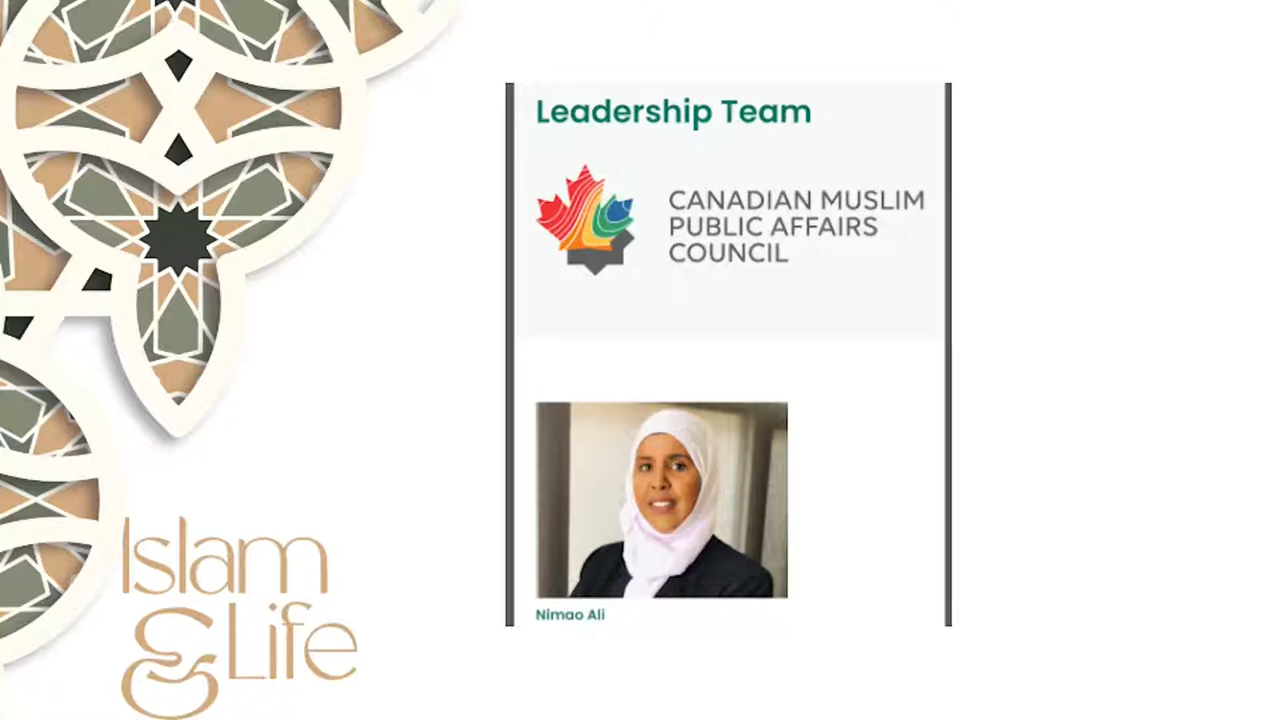 Leadership Team
CANADIAN MUSLIM
PUBLIC AFFAIRS
COUNCIL
Nimao Ali
Islam
& Life